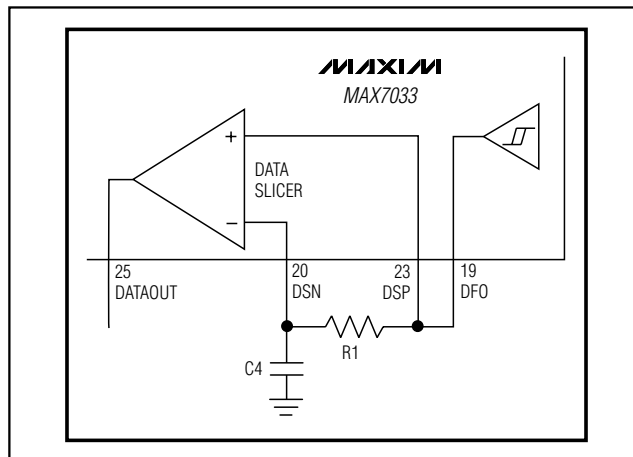 MAXIM
MAX7033
+
DATA
SLICER
−
25
DATAOUT
20
DSN
23
DSP
19
DFO
R1
C4